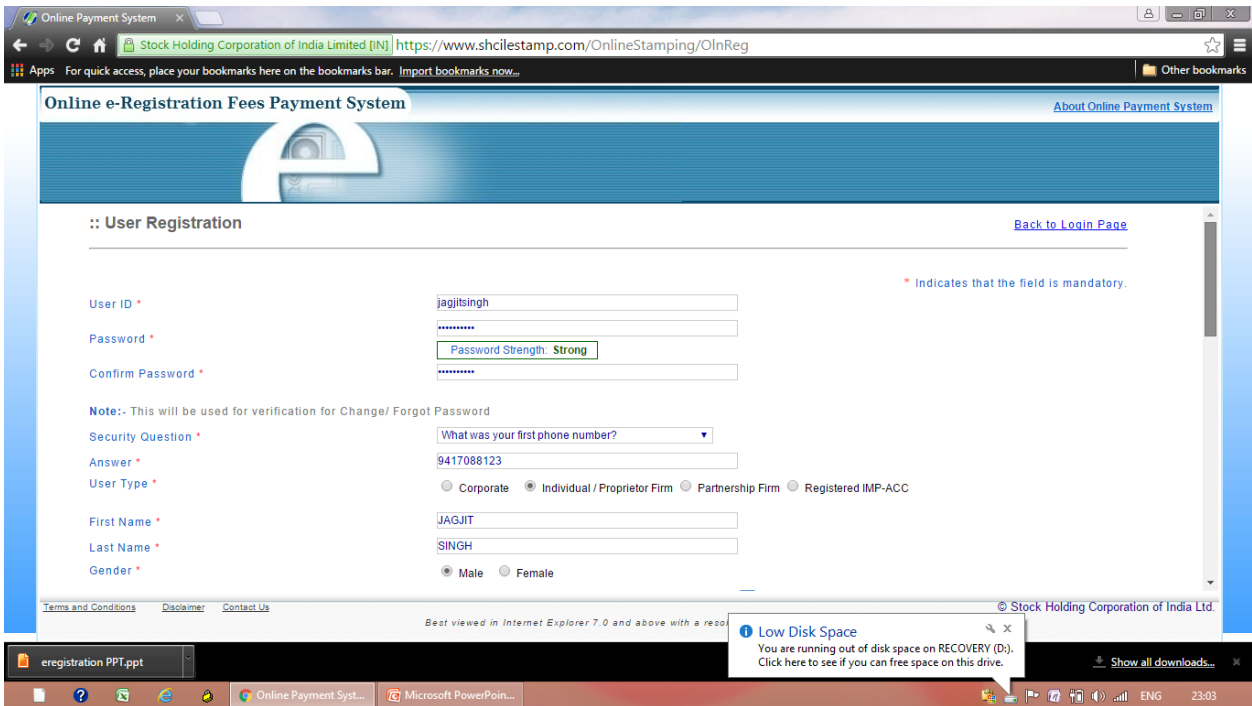 Online Payment System
Stock Holding Corporation of India Limited [IN] https://www.shcilestamp.com/OnlineStamping/OlnReg
Apps For quick access, place your bookmarks here on the bookmarks bar. Import bookmarks now... Other bookmarks
Online e-Registration Fees Payment System
About Online Payment System
e
:: User Registration
Back to Login Page
* Indicates that the field is mandatory.
User ID * jagjitsingh
Password * ••••••••••
Password Strength: Strong
Confirm Password * ••••••••••
Note:- This will be used for verification for Change/ Forgot Password
Security Question * What was your first phone number?
Answer * 9417088123
User Type * Corporate Individual / Proprietor Firm Partnership Firm Registered IMP-ACC
First Name * JAGJIT
Last Name * SINGH
Gender * Male Female
Terms and Conditions Disclaimer Contact Us
© Stock Holding Corporation of India Ltd.
Best viewed in Internet Explorer 7.0 and above with a
Low Disk Space
You are running out of disk space on RECOVERY (D:).
Click here to see if you can free space on this drive.
eregistration PPT.ppt
Show all downloads...
Online Payment Syst... Microsoft PowerPoin... ENG 23:03